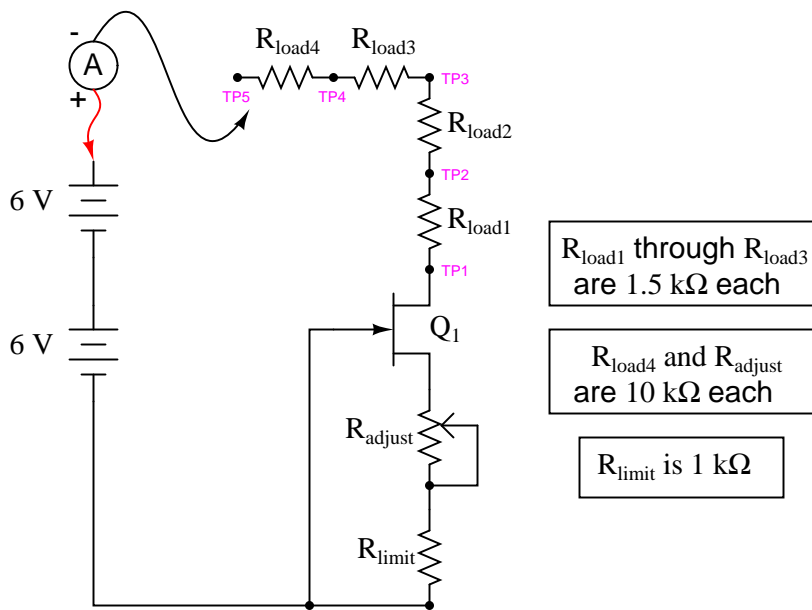 -
A
+
Rload4
Rload3
TP5
TP4
TP3
Rload2
TP2
6 V
Rload1
TP1
Rload1 through Rload3
are 1.5 kΩ each
6 V
Q1
Rload4 and Radjust
are 10 kΩ each
Radjust
Rlimit is 1 kΩ
Rlimit